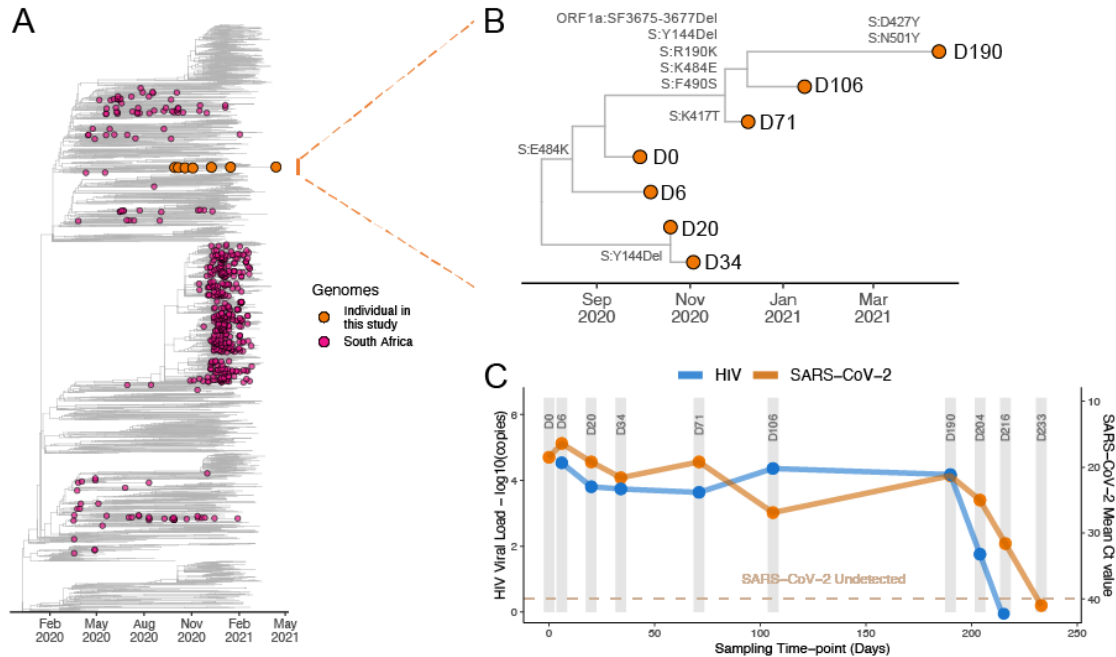 A
Genomes
Individual in
this study
South Africa
Feb
2020
May
2020
Aug
2020
Nov
2020
Feb
2021
May
2021
B
ORF1a:SF3675-3677Del
S:Y144Del
S:R190K
S:K484E
S:F490S
S:D427Y
S:N501Y
D190
D106
S:K417T
D71
S:E484K
D0
D6
D20
S:Y144Del
D34
Sep
2020
Nov
2020
Jan
2021
Mar
2021
C
HIV
SARS-CoV-2
HIV Viral Load - log10(copies)
6
4
2
0
D0
D6
D20
D34
D71
D106
D190
D204
D216
D233
SARS-CoV-2 Undetected
10
20
30
40
SARS-CoV-2 Mean Ct value
0
50
100
150
200
250
Sampling Time-point (Days)